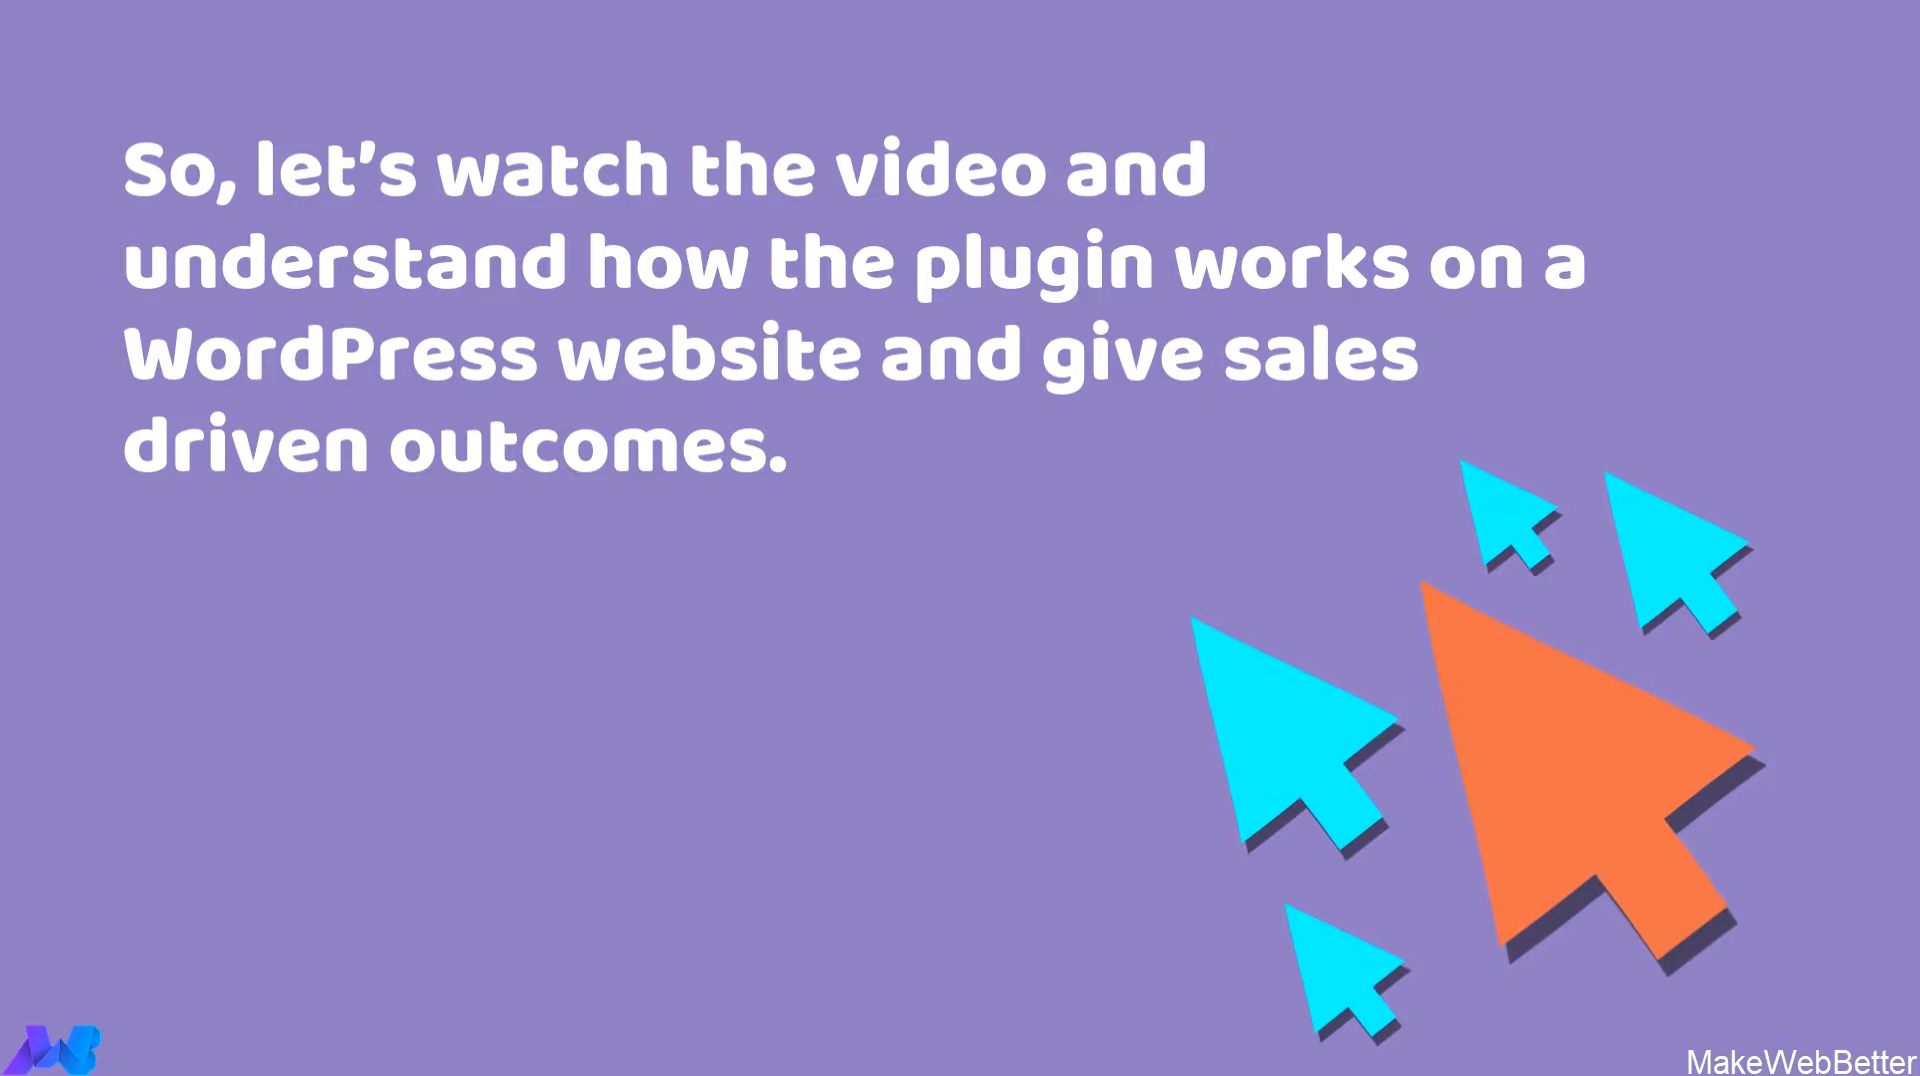 So, let's watch the video and
understand how the plugin works on a
WordPress website and give sales
driven outcomes.
MakeWebBetter